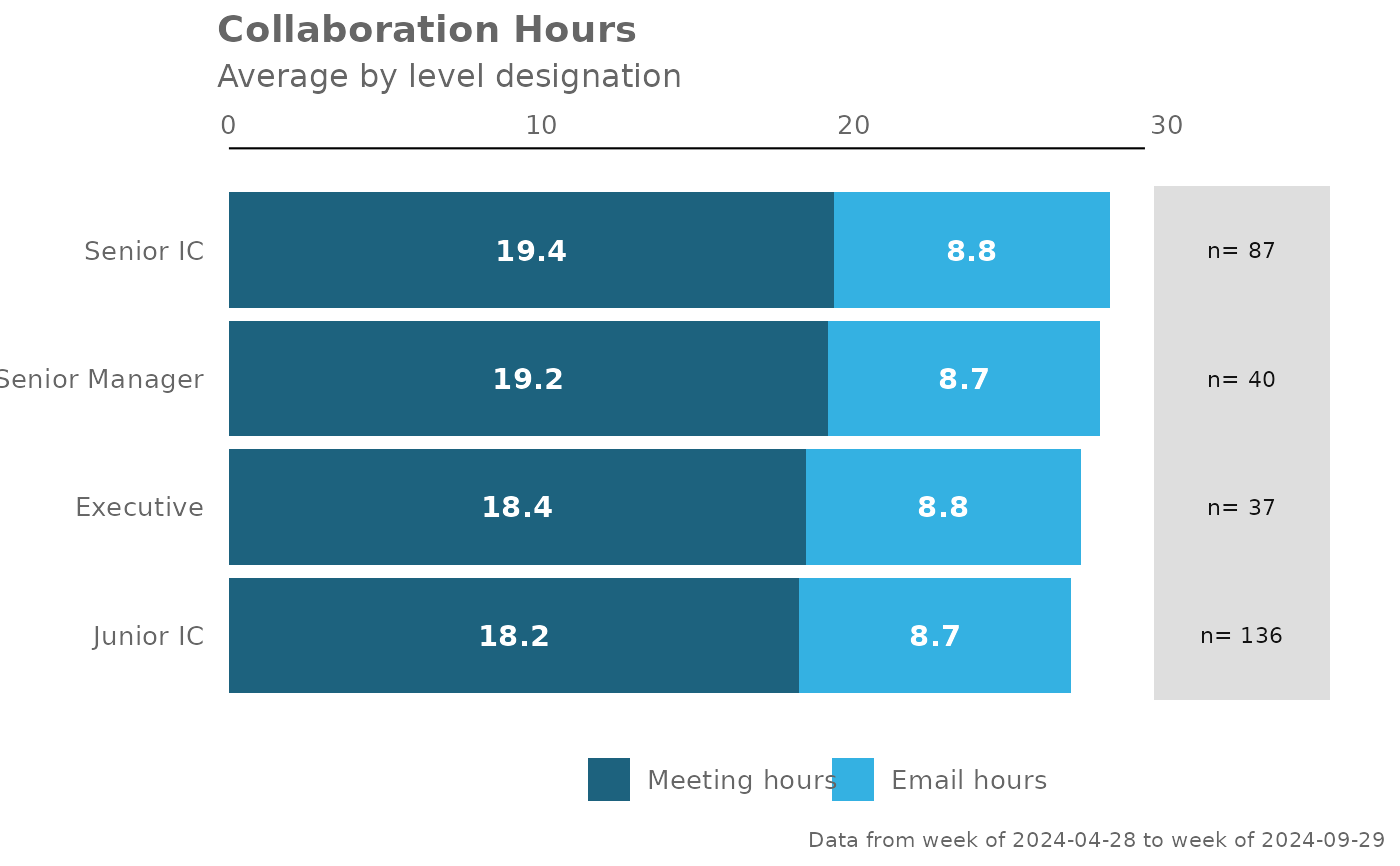 Collaboration Hours
Average by level designation
0 10 20 30
Senior IC 19.4 8.8 n= 87
Senior Manager 19.2 8.7 n= 40
Executive 18.4 8.8 n= 37
Junior IC 18.2 8.7 n= 136
Meeting hours Email hours
Data from week of 2024-04-28 to week of 2024-09-29